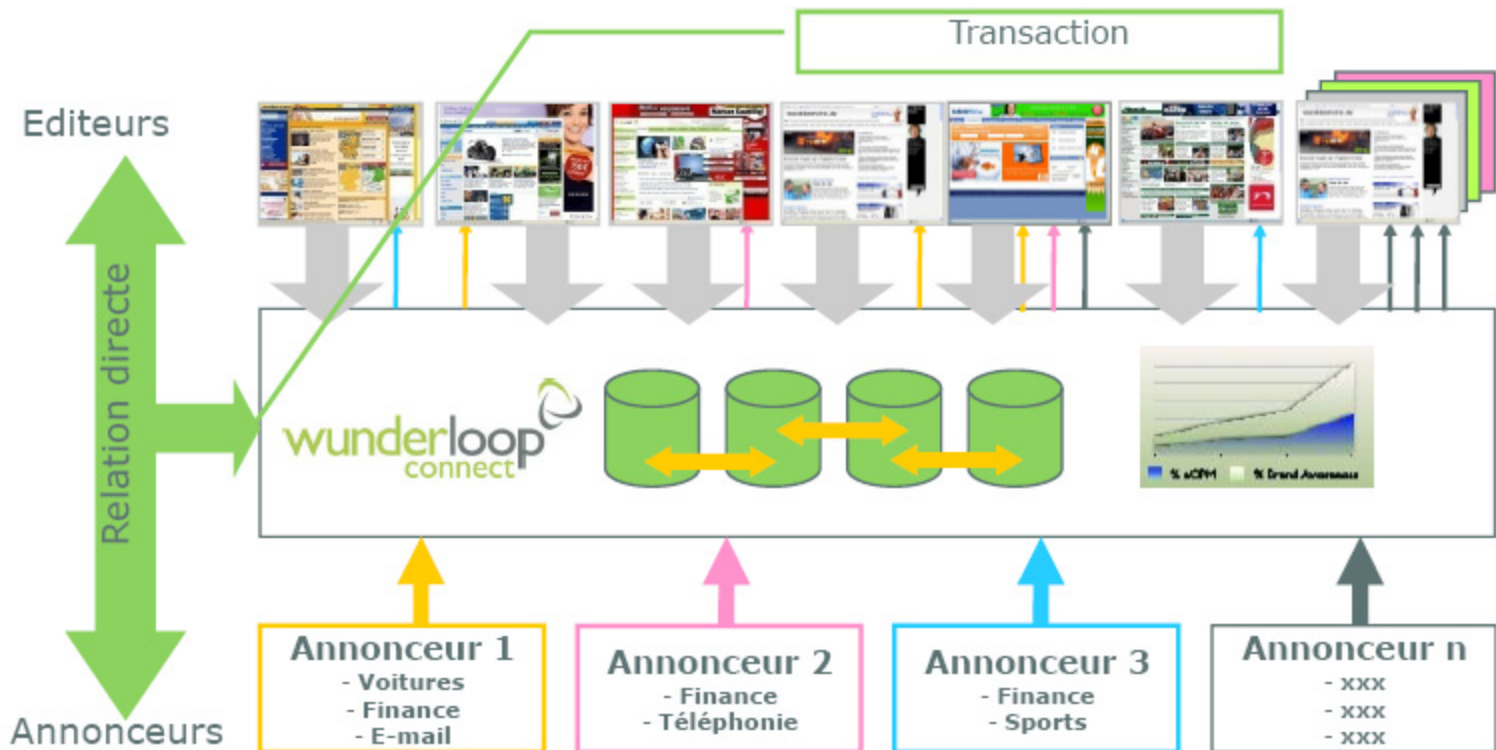 Transaction
Editeurs
Relation directe
wunderloop
connect
% eCPM % Brand Awareness
Annonceur 1
- Voitures
- Finance
- E-mail
Annonceur 2
- Finance
- Téléphonie
Annonceur 3
- Finance
- Sports
Annonceur n
- xxx
- xxx
- xxx
Annonceurs